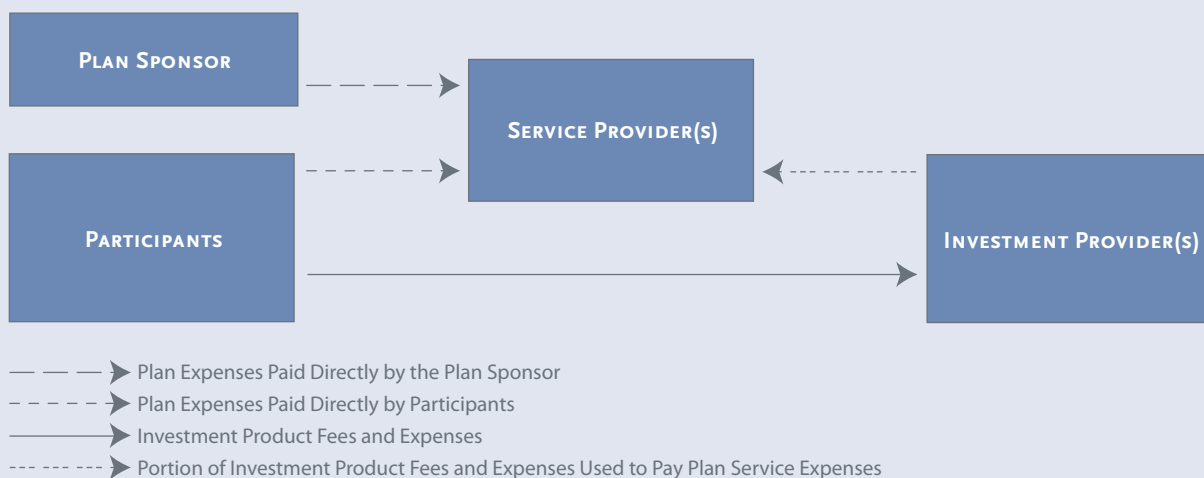 PLAN SPONSOR
SERVICE PROVIDER(S)
PARTICIPANTS
INVESTMENT PROVIDER(S)
Plan Expenses Paid Directly by the Plan Sponsor
Plan Expenses Paid Directly by Participants
Investment Product Fees and Expenses
Portion of Investment Product Fees and Expenses Used to Pay Plan Service Expenses